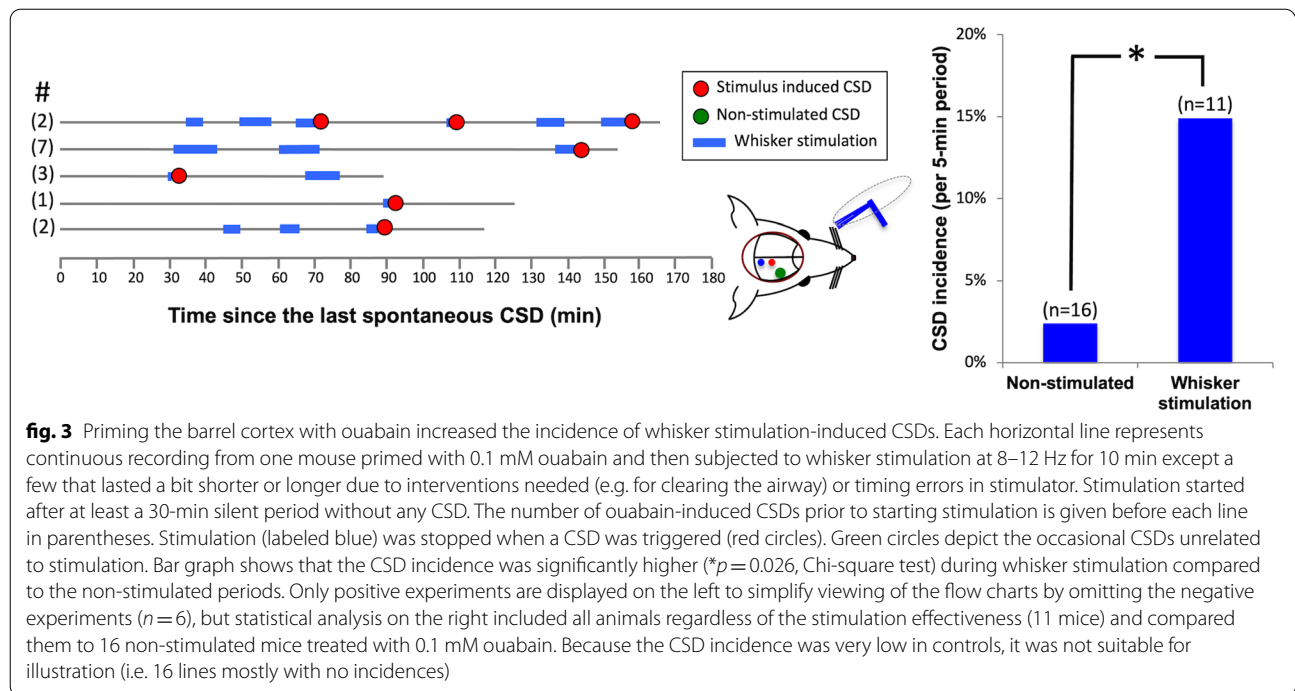 #
(2)
(7)
(3)
(1)
(2)
0 10 20 30 40 50 60 70 80 90 100 110 120 130 140 150 160 170 180
Time since the last spontaneous CSD (min)
Stimulus induced CSD
Non-stimulated CSD
Whisker stimulation
CSD incidence (per 5-min period)
20%
15%
10%
5%
0%
*
(n=16)
(n=11)
Non-stimulated
Whisker
stimulation
fig. 3 Priming the barrel cortex with ouabain increased the incidence of whisker stimulation-induced CSDs. Each horizontal line represents
continuous recording from one mouse primed with 0.1 mM ouabain and then subjected to whisker stimulation at 8–12 Hz for 10 min except a
few that lasted a bit shorter or longer due to interventions needed (e.g. for clearing the airway) or timing errors in stimulator. Stimulation started
after at least a 30-min silent period without any CSD. The number of ouabain-induced CSDs prior to starting stimulation is given before each line
in parentheses. Stimulation (labeled blue) was stopped when a CSD was triggered (red circles). Green circles depict the occasional CSDs unrelated
to stimulation. Bar graph shows that the CSD incidence was significantly higher (*p = 0.026, Chi-square test) during whisker stimulation compared
to the non-stimulated periods. Only positive experiments are displayed on the left to simplify viewing of the flow charts by omitting the negative
experiments (n = 6), but statistical analysis on the right included all animals regardless of the stimulation effectiveness (11 mice) and compared
them to 16 non-stimulated mice treated with 0.1 mM ouabain. Because the CSD incidence was very low in controls, it was not suitable for
illustration (i.e. 16 lines mostly with no incidences)